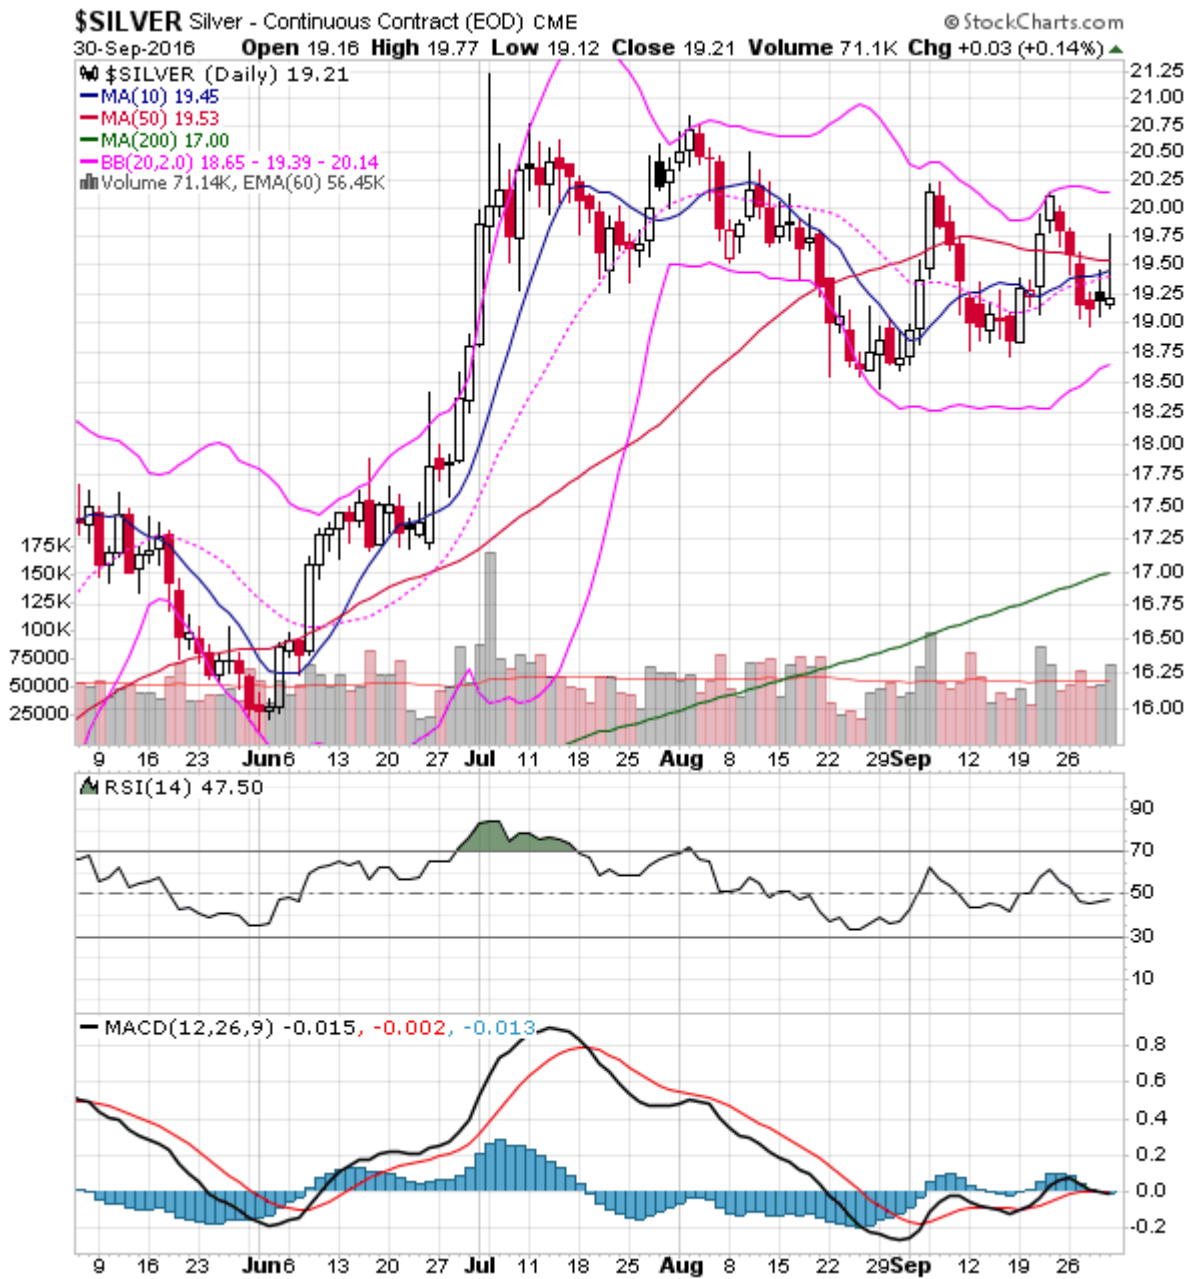 $SILVER Silver - Continuous Contract (EOD) CME © StockCharts.com
30-Sep-2016 Open 19.16 High 19.77 Low 19.12 Close 19.21 Volume 71.1K Chg +0.03 (+0.14%)
$SILVER (Daily) 19.21
MA(10) 19.45
MA(50) 19.53
MA(200) 17.00
BB(20,2.0) 18.65 - 19.39 - 20.14
Volume 71.14K, EMA(60) 56.45K
21.25
21.00
20.75
20.50
20.25
20.00
19.75
19.50
19.25
19.00
18.75
18.50
18.25
18.00
17.75
17.50
17.25
17.00
16.75
16.50
16.25
16.00
175K
150K
125K
100K
75000
50000
25000
9 16 23 Jun 6 13 20 27 Jul 11 18 25 Aug 8 15 22 29 Sep 12 19 26
RSI(14) 47.50
90
70
50
30
10
MACD(12,26,9) -0.015, -0.002, -0.013
0.8
0.6
0.4
0.2
0.0
-0.2
9 16 23 Jun 6 13 20 27 Jul 11 18 25 Aug 8 15 22 29 Sep 12 19 26